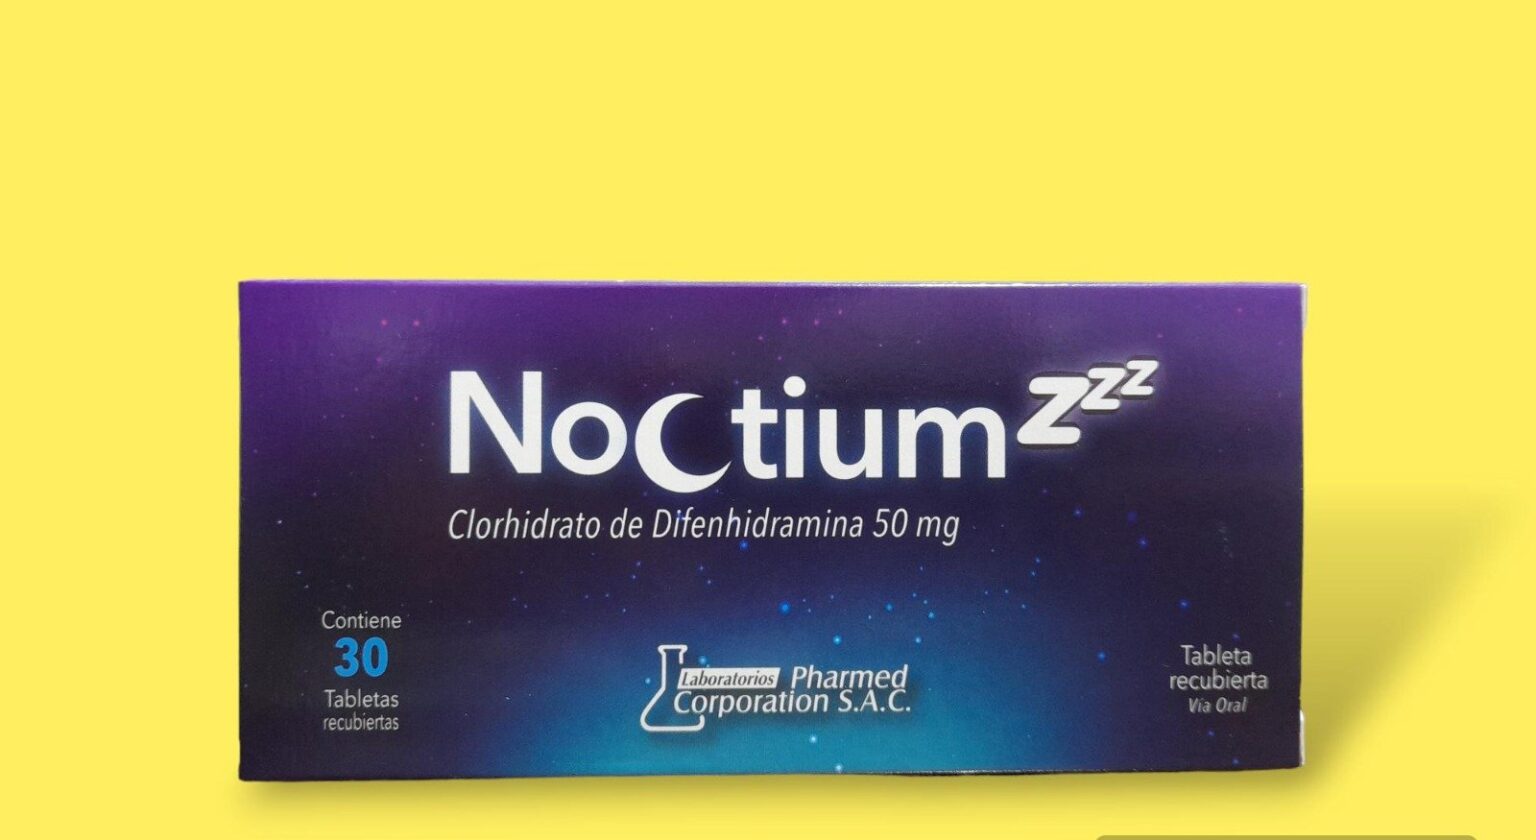 Noctium zzz
Clorhidrato de Difenhidramina 50 mg
Contiene
30
Tabletas
recubiertas
Laboratorios Pharmed
Corporation S.A.C.
Tableta
recubierta
Vía Oral